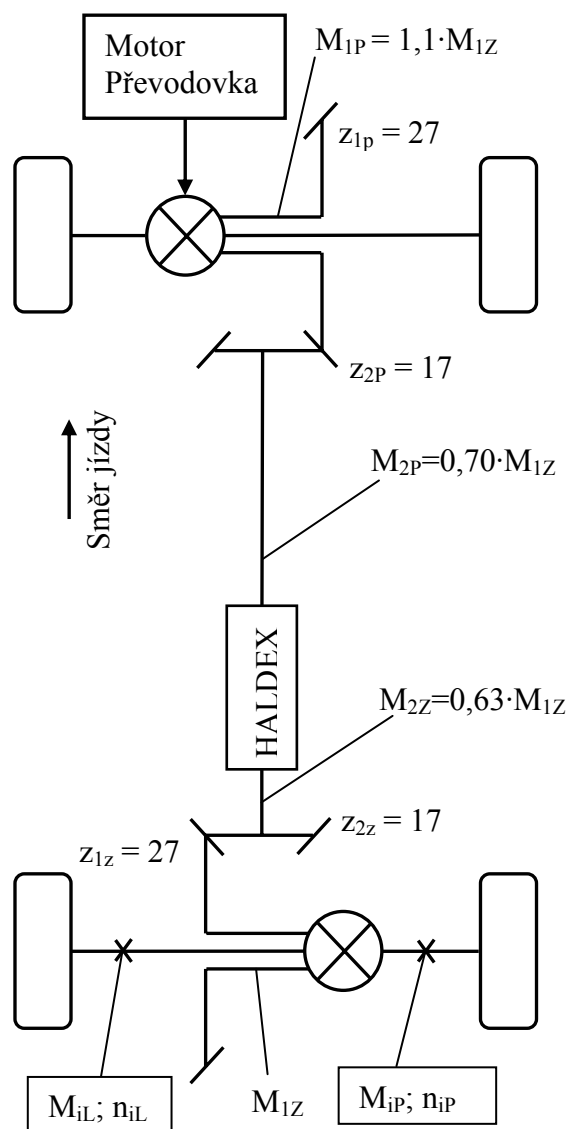 Motor
Převodovka
M1P = 1,1·M1Z
z1p = 27
z2P = 17
Směr jízdy
M2P=0,70·M1Z
HALDEX
M2Z=0,63·M1Z
z2z = 17
z1z = 27
MiL; niL
M1Z
MiP; niP